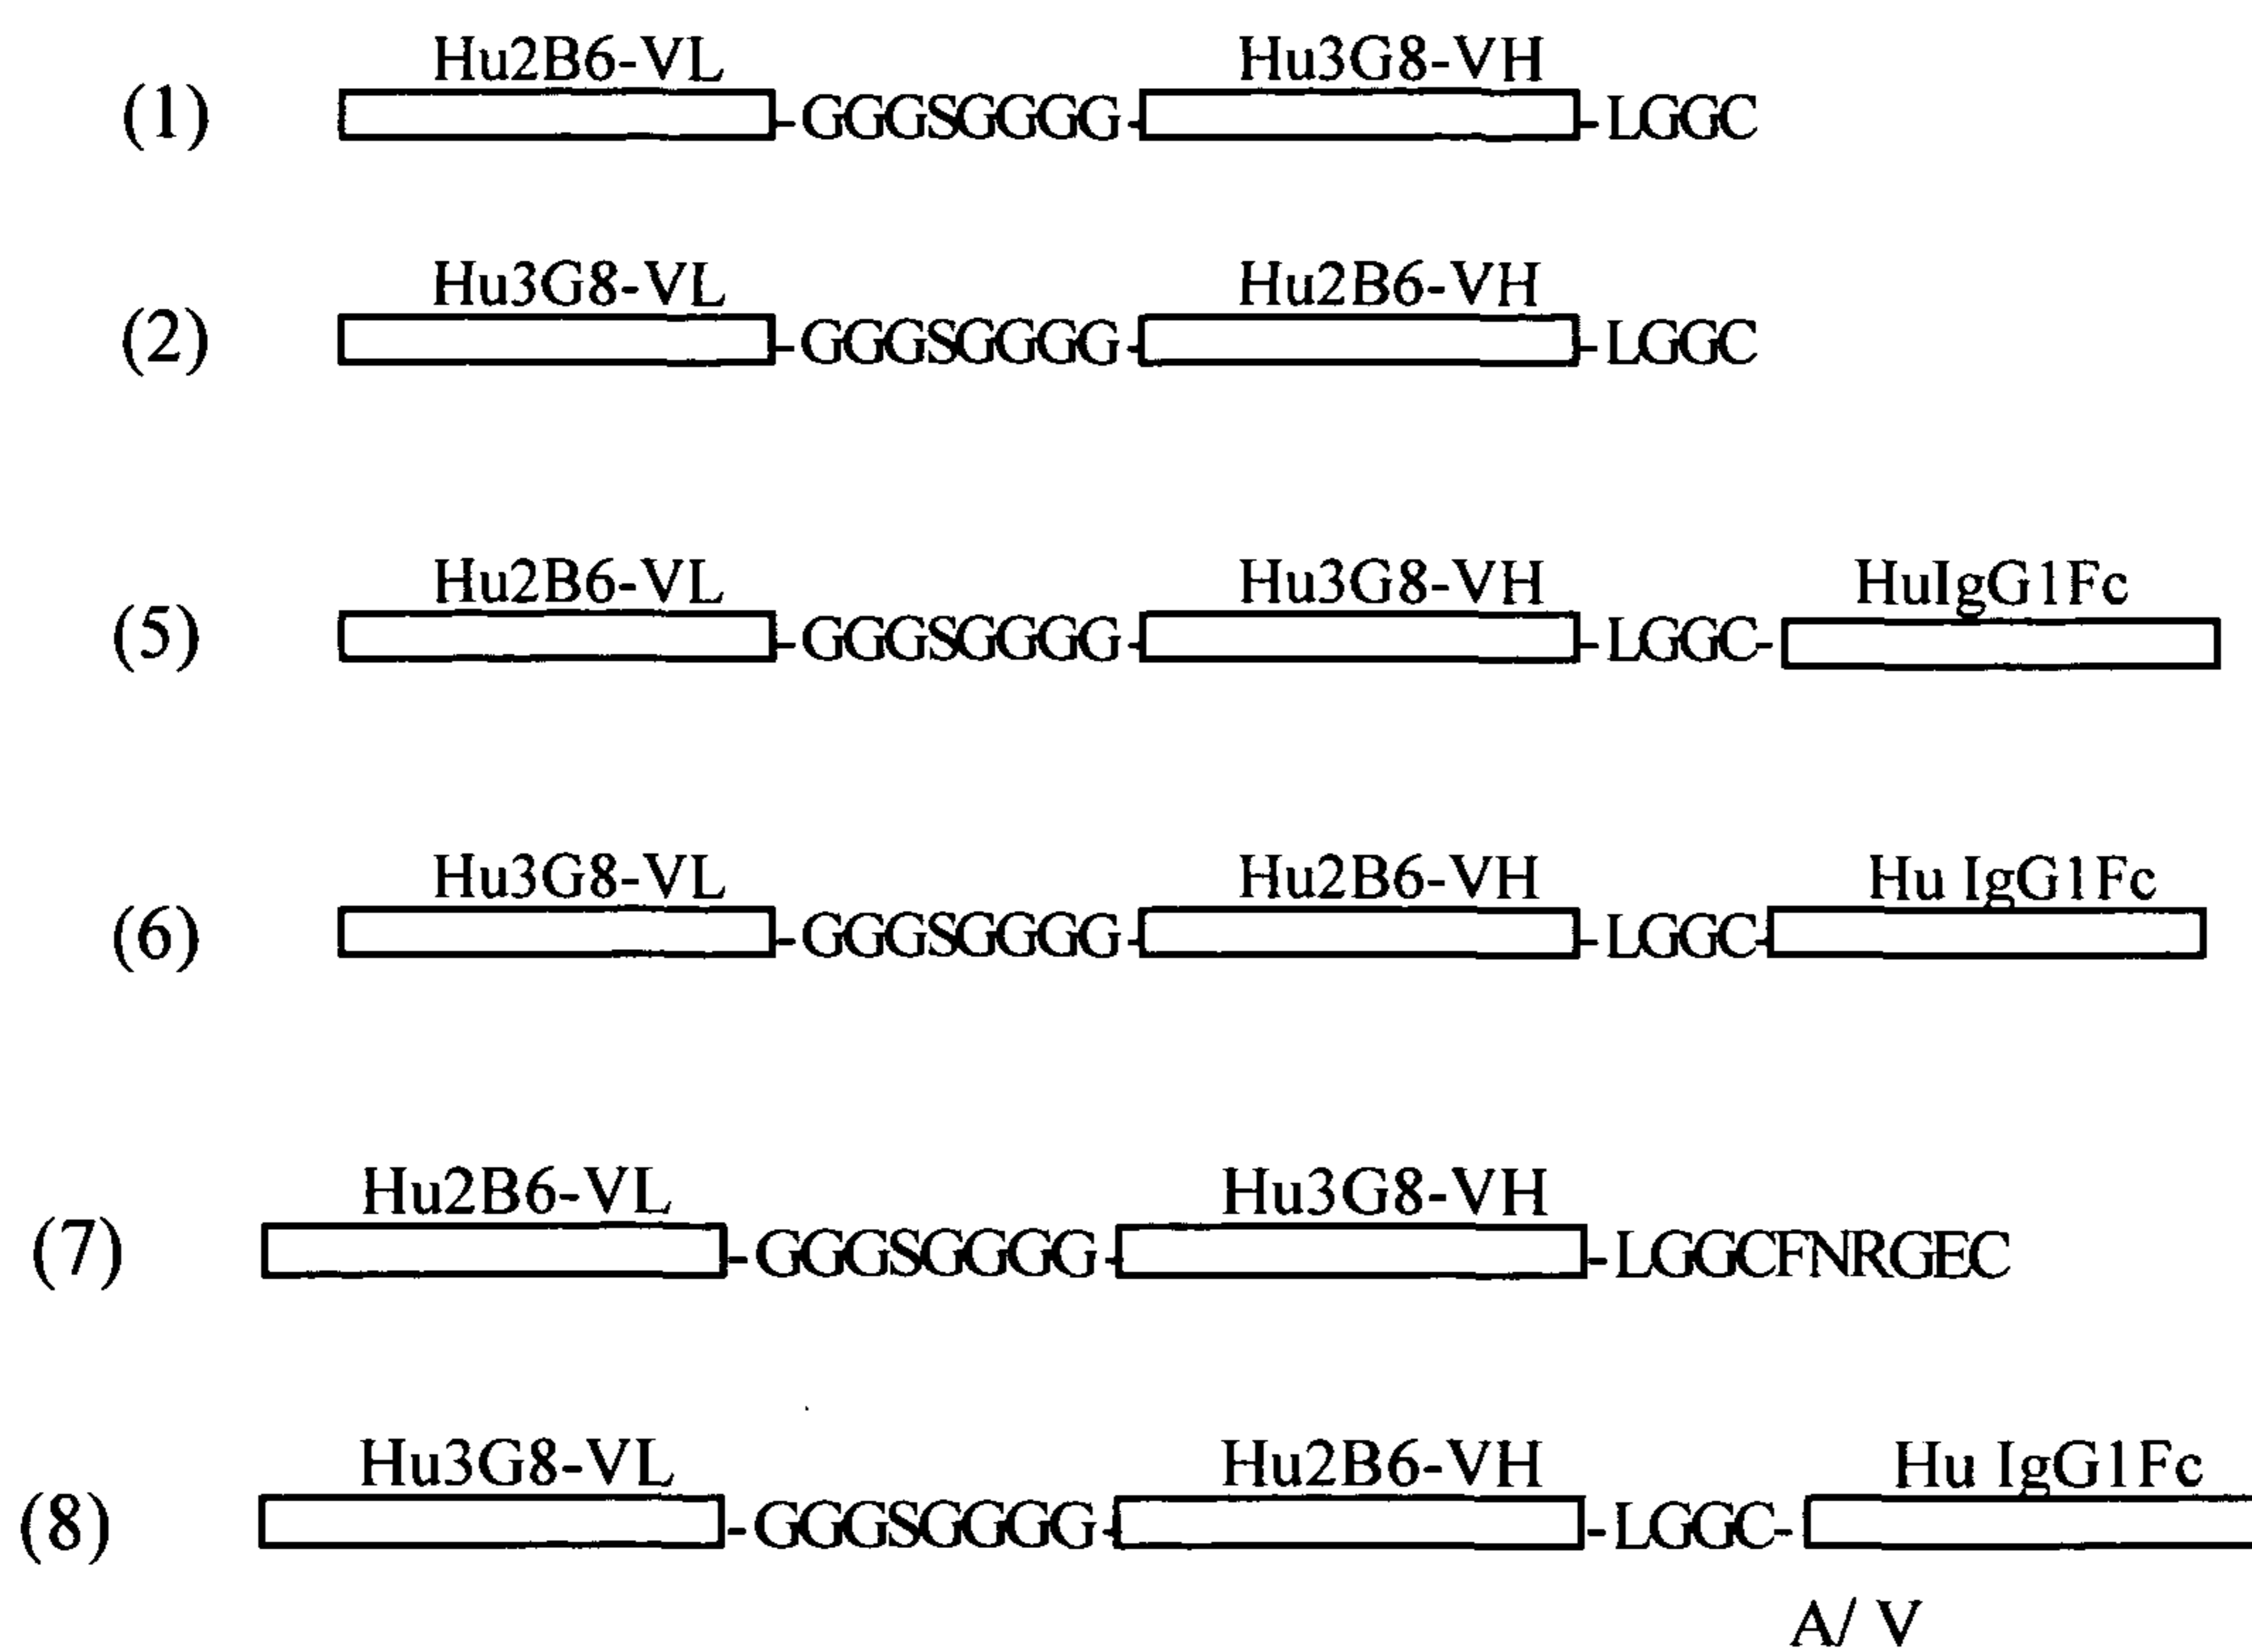 Hu2B6-VL Hu3G8-VH
(1) -GGGSGGGG- -LGGC
Hu3G8-VL Hu2B6-VH
(2) -GGGSGGGG- -LGGC
Hu2B6-VL Hu3G8-VH HuIgG1Fc
(5) -GGGSGGGG- -LGGC-
Hu3G8-VL Hu2B6-VH Hu IgG1Fc
(6) -GGGSGGGG- -LGGC-
Hu2B6-VL Hu3G8-VH
(7) -GGGSGGGG- -LGGCFNRGEC
Hu3G8-VL Hu2B6-VH Hu IgG1Fc
(8) -GGGSGGGG- -LGGC-
A/ V